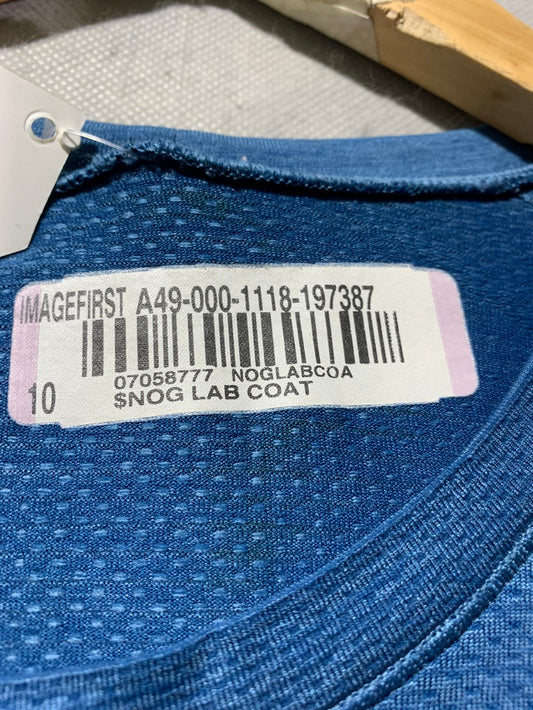 IMAGEFIRST A49-000-1118-197387
07058777 NOGLABCOA
10 $NOG LAB COAT